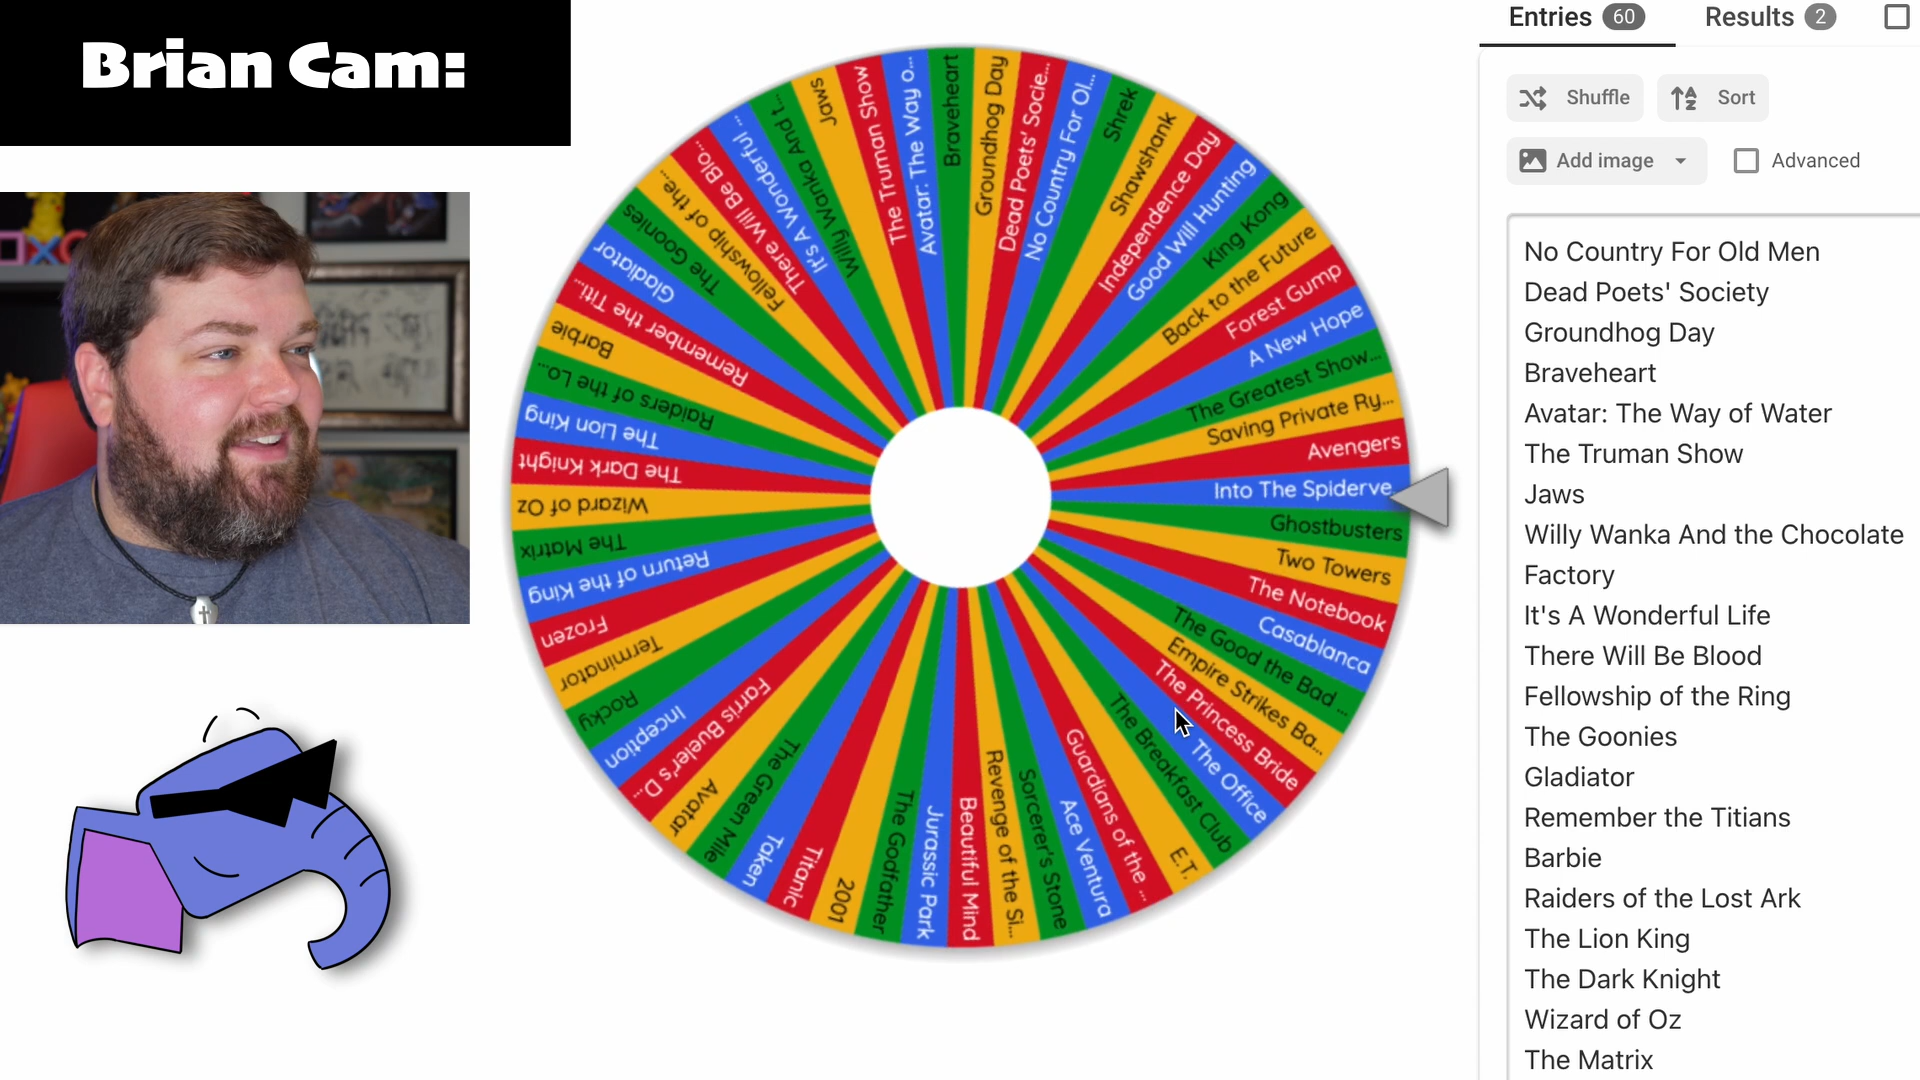 Brian Cam:
Entries 60
Results 2
Shuffle
Sort
Add image
Advanced
No Country For Old Men
Dead Poets' Society
Groundhog Day
Braveheart
Avatar: The Way of Water
The Truman Show
Jaws
Willy Wanka And the Chocolate
Factory
It's A Wonderful Life
There Will Be Blood
Fellowship of the Ring
The Goonies
Gladiator
Remember the Titians
Barbie
Raiders of the Lost Ark
The Lion King
The Dark Knight
Wizard of Oz
The Matrix
Braveheart
Groundhog Day
Dead Poets' Socie...
No Country For Ol...
Shrek
Shawshank
Independence Day
Good Will Hunting
King Kong
Back to the Future
Forest Gump
A New Hope
The Greatest Show...
Saving Private Ry...
Avengers
Into The Spiderve
Ghostbusters
Two Towers
The Notebook
Casablanca
The Good the Bad ...
Empire Strikes Ba...
The Princess Bride
The Office
The Breakfast Club
E.T.
Guardians of the ...
Ace Ventura
Sorcerer's Stone
Revenge of the Si...
Beautiful Mind
Jurassic Park
The Godfather
2001
Titanic
Taken
The Green Mile
Avatar
Farris Bueler's D...
Inception
Rocky
Terminator
Frozen
Return of the King
The Matrix
Wizard of Oz
The Dark Knight
The Lion King
Raiders of the Lo...
Barbie
Remember the Titi...
Gladiator
The Goonies
Fellowship of the ...
There Will Be Blo...
It's A Wonderful ...
Willy Wanka And t...
Jaws
The Truman Show
Avatar: The Way o...